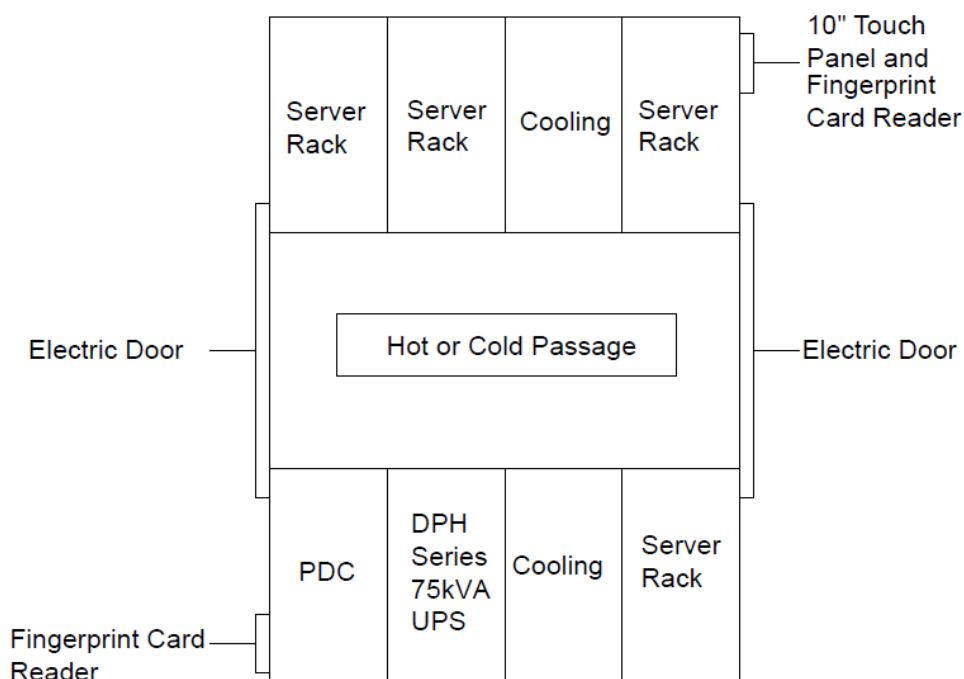 10" Touch
Panel and
Fingerprint
Card Reader
Server
Rack
Server
Rack
Cooling
Server
Rack
Electric Door
Hot or Cold Passage
Electric Door
PDC
DPH
Series
75kVA
UPS
Cooling
Server
Rack
Fingerprint Card
Reader